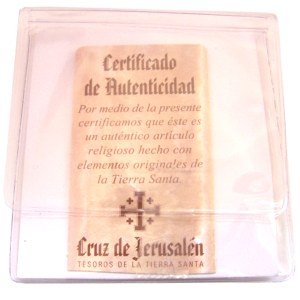 Certificado
de Autenticidad
Por medio de la presente
certificamos que éste es
un auténtico artículo
religioso hecho con
elementos originales de
la Tierra Santa.
Cruz de Jerusalén
TESOROS DE LA TIERRA SANTA